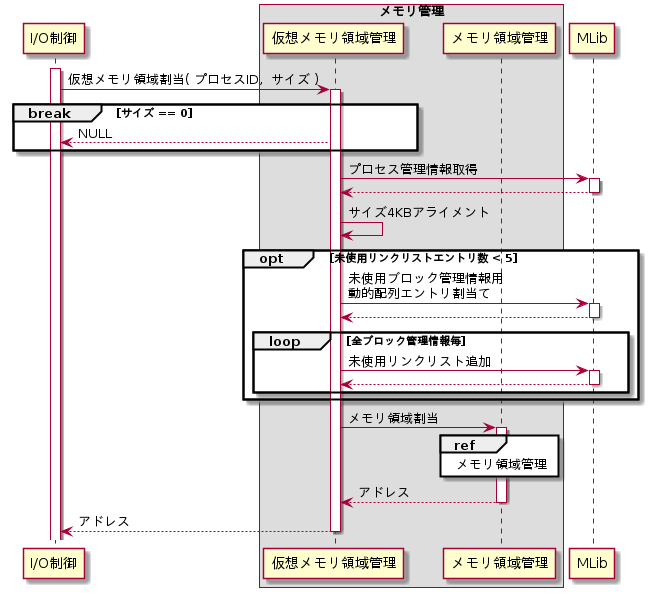 メモリ管理
I/O制御
仮想メモリ領域管理
メモリ領域管理
MLib
仮想メモリ領域割当( プロセスID, サイズ )
break
[サイズ == 0]
NULL
プロセス管理情報取得
サイズ4KBアライメント
opt
[未使用リンクリストエントリ数 < 5]
未使用ブロック管理情報用
動的配列エントリ割当て
loop
[全ブロック管理情報毎]
未使用リンクリスト追加
メモリ領域割当
ref
メモリ領域管理
アドレス
アドレス
I/O制御
仮想メモリ領域管理
メモリ領域管理
MLib